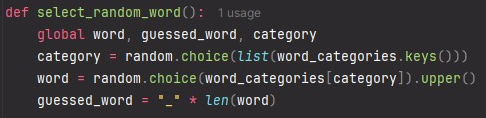 def select_random_word(): 1 usage
    global word, guessed_word, category
    category = random.choice(list(word_categories.keys()))
    word = random.choice(word_categories[category]).upper()
    guessed_word = "_" * len(word)